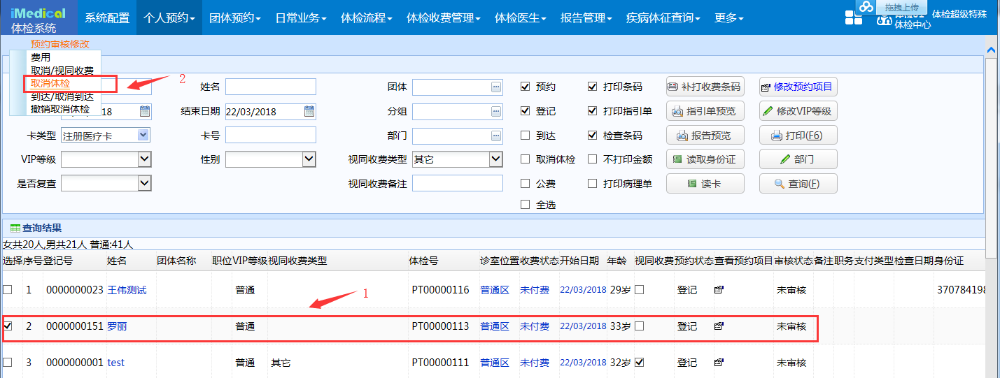 iMedical
体检系统
系统配置 个人预约 团体预约 日常业务 体检流程 体检收费管理 体检医生 报告管理 疾病体征查询 更多
拖拽上传
体检超级特殊
体检中心
预约审核修改
费用
取消/视同收费
取消体检
到达/取消到达
撤销取消体检
2
姓名 团体 预约 打印条码 补打收费条码 修改预约项目
2018 结束日期 22/03/2018 分组 登记 打印指引单 指引单预览 修改VIP等级
卡类型 注册医疗卡 卡号 部门 到达 检查条码 报告预览 打印(F6)
VIP等级 性别 视同收费类型 其它 取消体检 不打印金额 读取身份证 部门
是否复查 视同收费备注 公费 打印病理单 读卡 查询(F)
全选
查询结果
女共20人,男共21人 普通:41人
选择 序号 登记号 姓名 团体名称 职位 VIP等级 视同收费类型 体检号 诊室位置 收费状态 开始日期 年龄 视同收费 预约状态 查看预约项目 审核状态 备注 职务 支付类型 检查日期 身份证
1 0000000023 王伟测试 普通 PT00000116 普通区 未付费 22/03/2018 29岁 登记 未审核 370784198
1
2 0000000151 罗丽 普通 PT00000113 普通区 未付费 22/03/2018 33岁 登记 未审核
3 0000000001 test 普通 其它 PT00000111 普通区 未付费 22/03/2018 32岁 登记 未审核